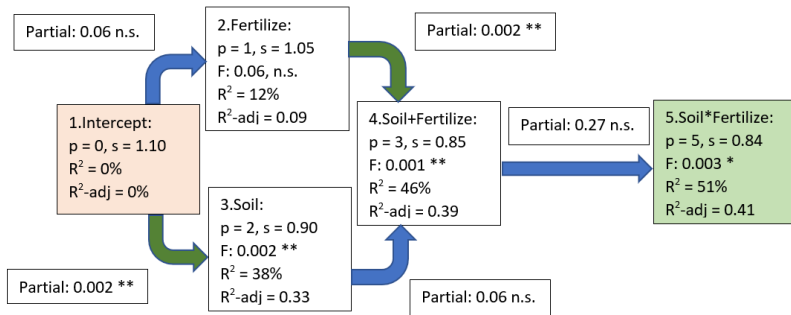 Partial: 0.06 n.s.
2.Fertilize:
p = 1, s = 1.05
F: 0.06, n.s.
R² = 12%
R²-adj = 0.09
Partial: 0.002 **
1.Intercept:
p = 0, s = 1.10
R² = 0%
R²-adj = 0%
4.Soil+Fertilize:
p = 3, s = 0.85
F: 0.001 **
R² = 46%
R²-adj = 0.39
Partial: 0.27 n.s.
5.Soil*Fertilize:
p = 5, s = 0.84
F: 0.003 *
R² = 51%
R²-adj = 0.41
3.Soil:
p = 2, s = 0.90
F: 0.002 **
R² = 38%
R²-adj = 0.33
Partial: 0.002 **
Partial: 0.06 n.s.